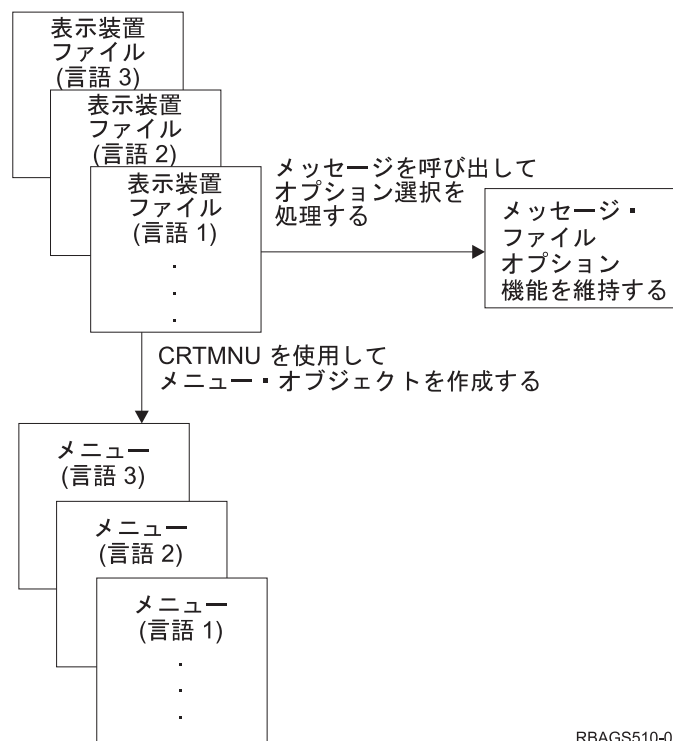 表示装置
ファイル
(言語 3)
表示装置
ファイル
(言語 2)
表示装置
ファイル
(言語 1)
.
.
.
メッセージを呼び出して
オプション選択を
処理する
メッセージ・
ファイル
オプション
機能を維持する
CRTMNU を使用して
メニュー・オブジェクトを作成する
メニュー
(言語 3)
メニュー
(言語 2)
メニュー
(言語 1)
.
.
.
RBAGS510-0